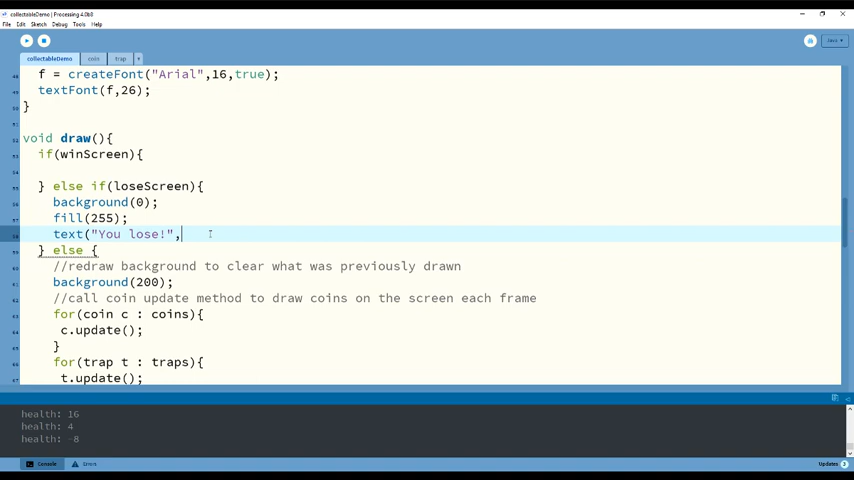 collectableDemo | Processing 4.0b8
File Edit Sketch Debug Tools Help
Java
collectableDemo coin trap
f = createFont("Arial",16,true);
textFont(f,26);
}
void draw(){
if(winScreen){
} else if(loseScreen){
background(0);
fill(255);
text("You lose!",
} else {
//redraw background to clear what was previously drawn
background(200);
//call coin update method to draw coins on the screen each frame
for(coin c : coins){
c.update();
}
for(trap t : traps){
t.update();
health: 16
health: 4
health: -8
Console Errors Updates